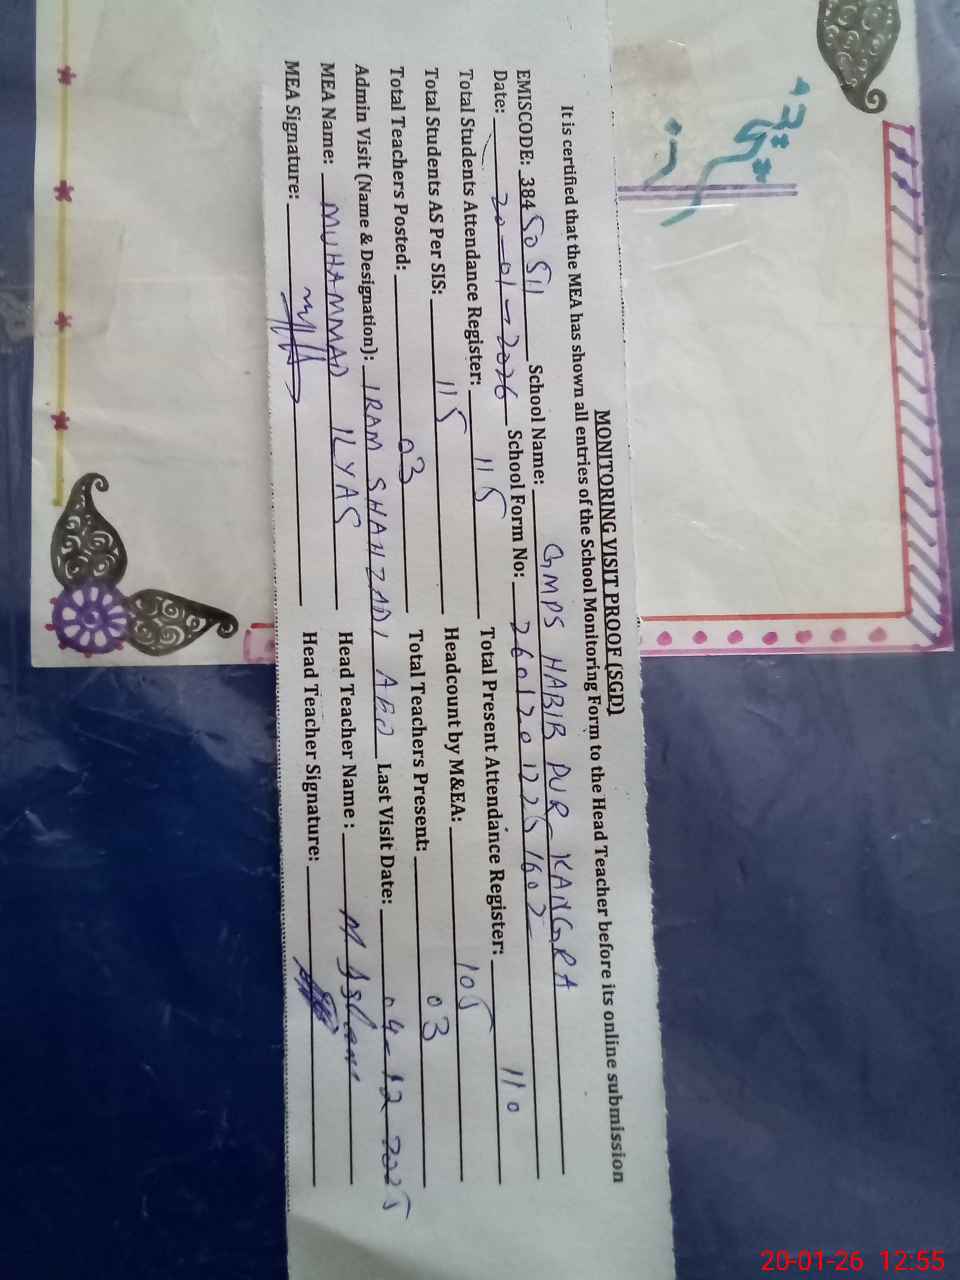 MONITORING VISIT PROOF (SGD)
It is certified that the MEA has shown all entries of the School Monitoring Form to the Head Teacher before its online submission
EMISCODE: 38450511 School Name: GMPS HABIB PUR KANGRA
Date: 20-01-2026 School Form No: 26012012251602
Total Students Attendance Register: 115 Total Present Attendance Register: 110
Total Students AS Per SIS: 115 Headcount by M&EA: 105
Total Teachers Posted: 03 Total Teachers Present: 03
Admin Visit (Name & Designation): IRAM SHAHZADI AEO Last Visit Date: 04-12-2025
MEA Name: MUHAMMAD ILYAS Head Teacher Name : M Aslam
MEA Signature: Head Teacher Signature:
20-01-26 12:55